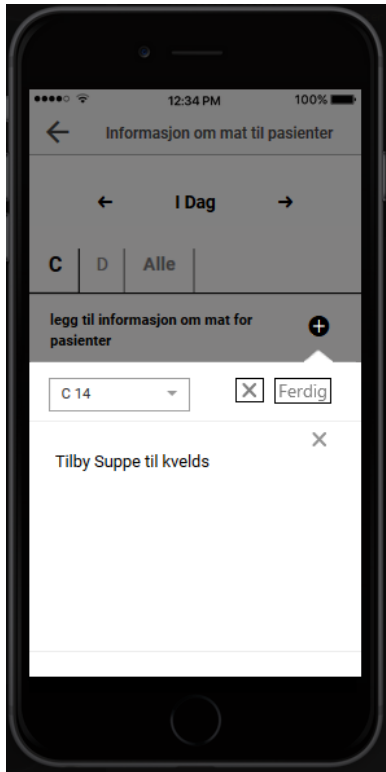 12:34 PM
100%
Informasjon om mat til pasienter
I Dag
C
D
Alle
legg til informasjon om mat for
pasienter
C 14
Ferdig
Tilby Suppe til kvelds